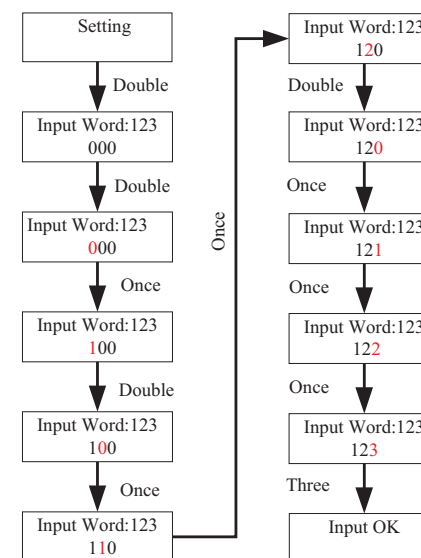 Setting
Double
Input Word:123
000
Double
Input Word:123
000
Once
Input Word:123
100
Double
Input Word:123
100
Once
Input Word:123
110
Once
Input Word:123
120
Double
Input Word:123
120
Once
Input Word:123
121
Once
Input Word:123
122
Once
Input Word:123
123
Three
Input OK